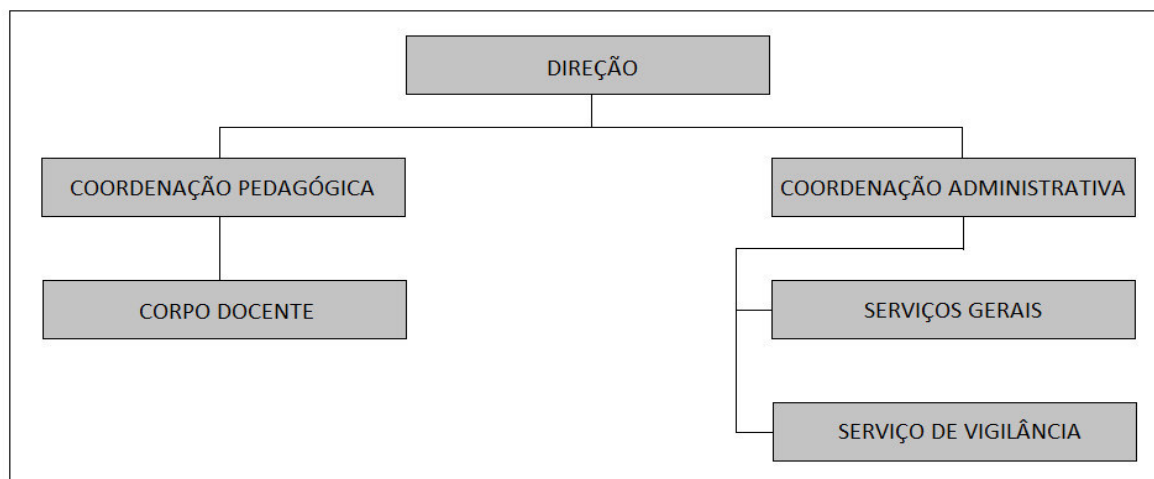 DIREÇÃO
COORDENAÇÃO PEDAGÓGICA
COORDENAÇÃO ADMINISTRATIVA
CORPO DOCENTE
SERVIÇOS GERAIS
SERVIÇO DE VIGILÂNCIA